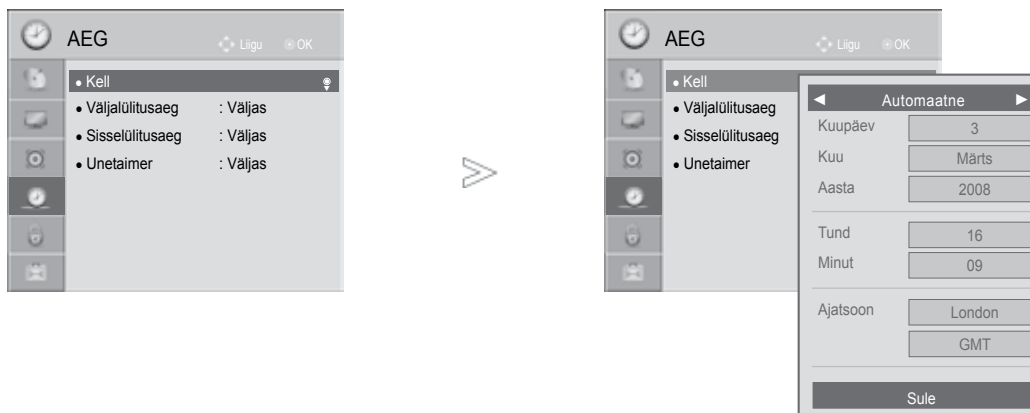 AEG Liigu OK
• Kell
• Väljalülitusaeg : Väljas
• Sisselülitusaeg : Väljas
• Unetaimer : Väljas
AEG Liigu OK
• Kell
• Väljalülitusaeg
• Sisselülitusaeg
• Unetaimer
◄ Automaatne ►
Kuupäev 3
Kuu Märts
Aasta 2008
Tund 16
Minut 09
Ajatsoon London
GMT
Sule